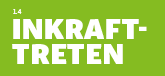 1.4
INKRAFT-
TRETEN